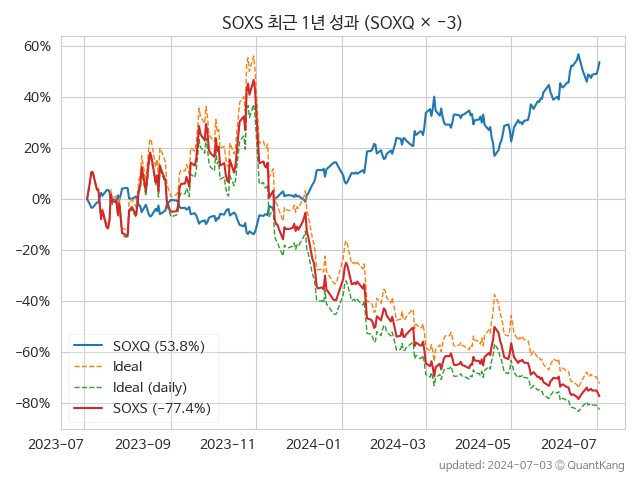 SOXS 최근 1년 성과 (SOXQ × −3)
60%
40%
20%
0%
−20%
−40%
−60%
−80%
SOXQ (53.8%)
Ideal
Ideal (daily)
SOXS (−77.4%)
2023−07
2023−09
2023−11
2024−01
2024−03
2024−05
2024−07
updated: 2024−07−03 © QuantKang